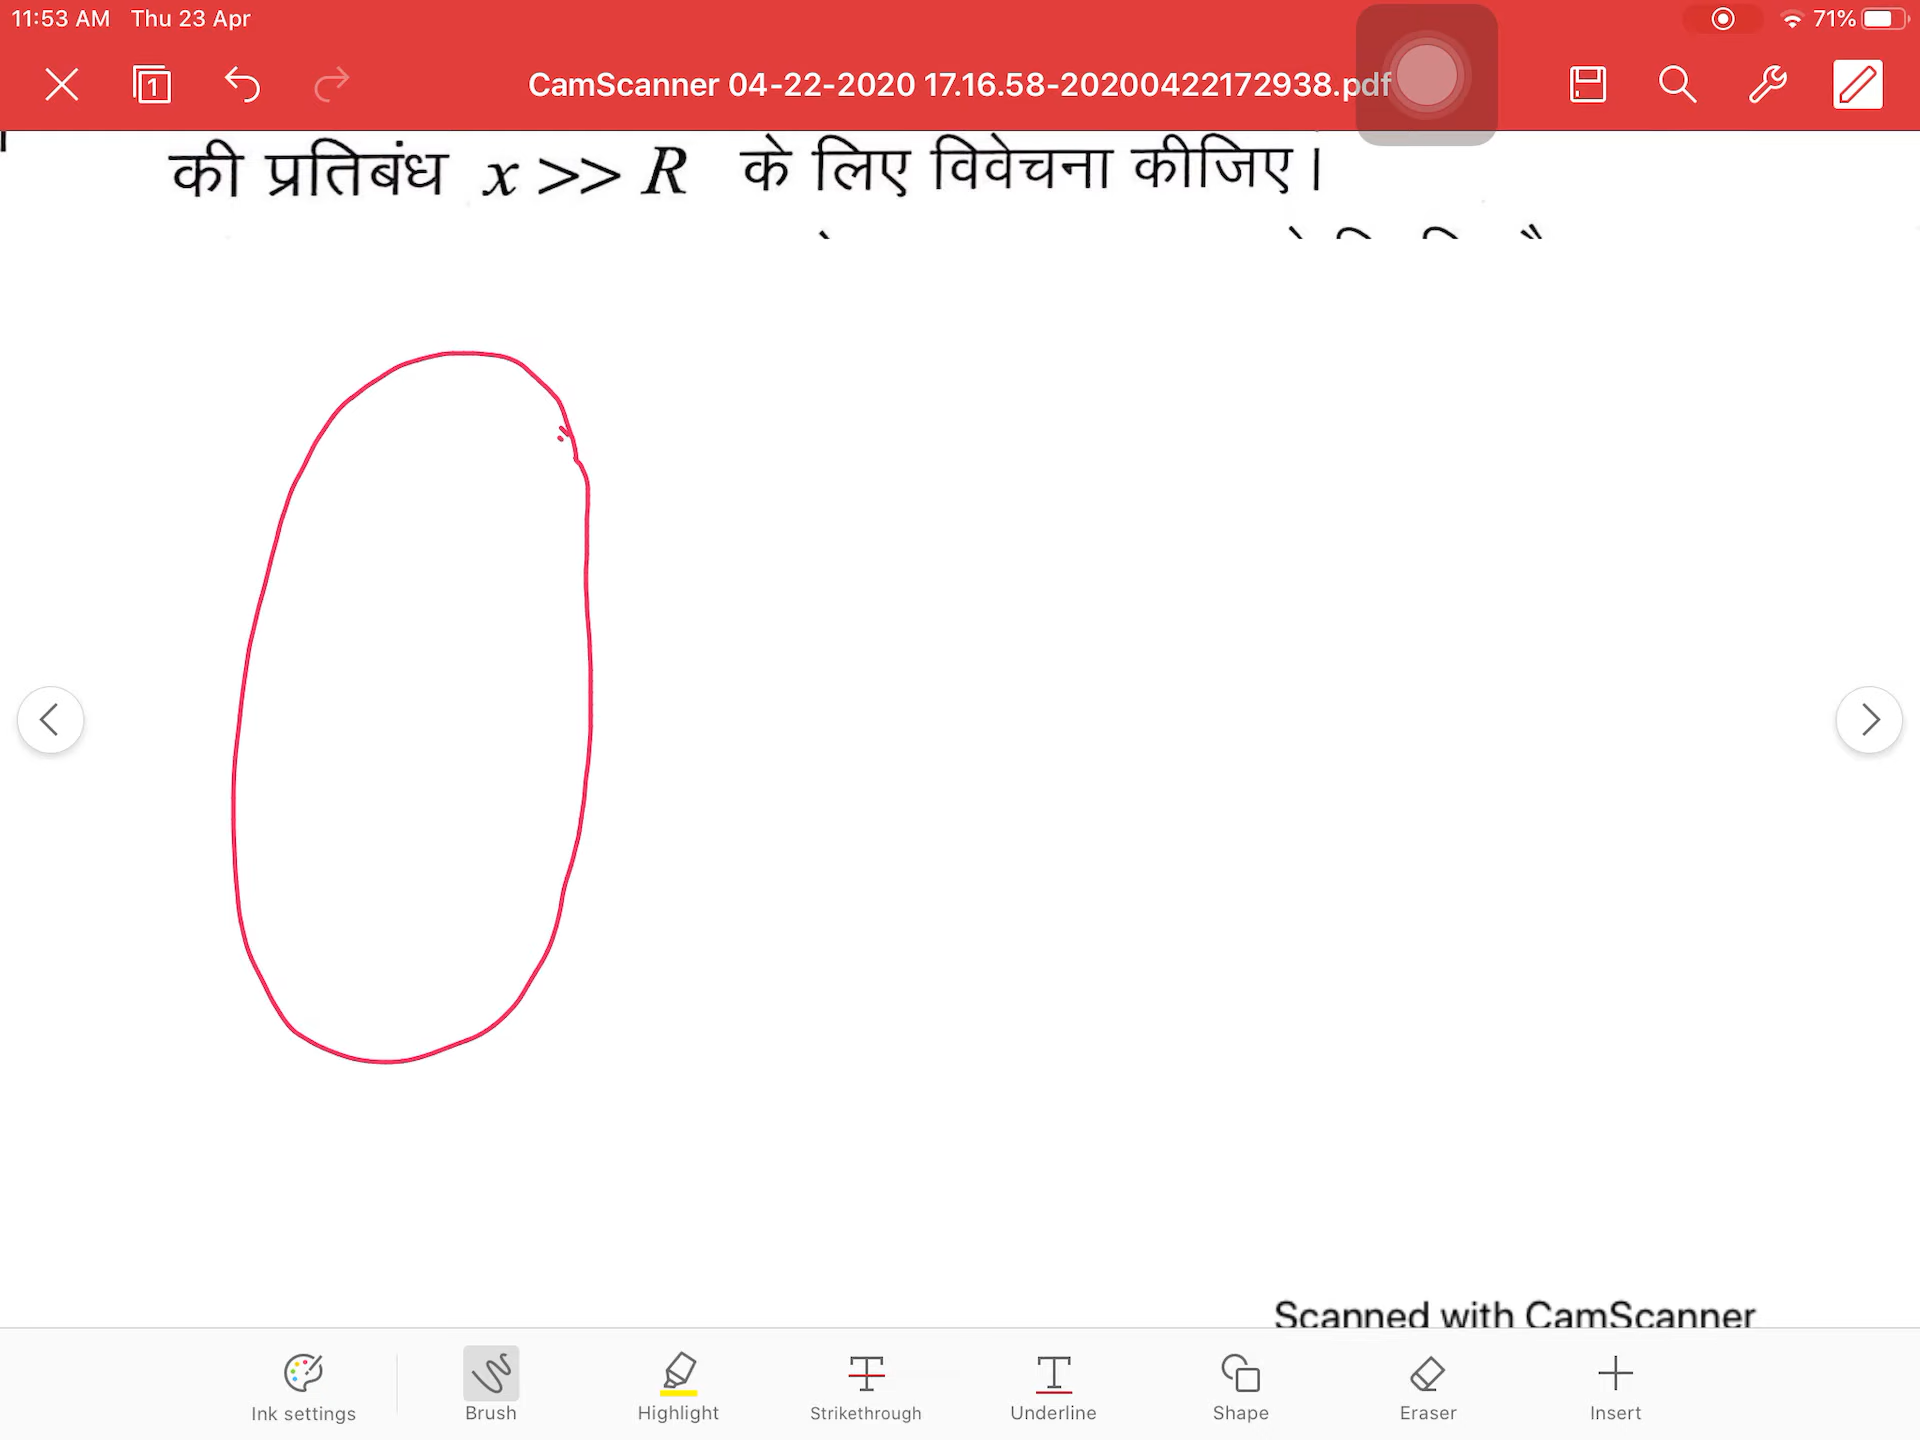 11:53 AM Thu 23 Apr
71%
1
CamScanner 04-22-2020 17.16.58-20200422172938.pdf
की प्रतिबंध x >> R के लिए विवेचना कीजिए।
Scanned with CamScanner
Ink settings
Brush
Highlight
Strikethrough
Underline
Shape
Eraser
Insert